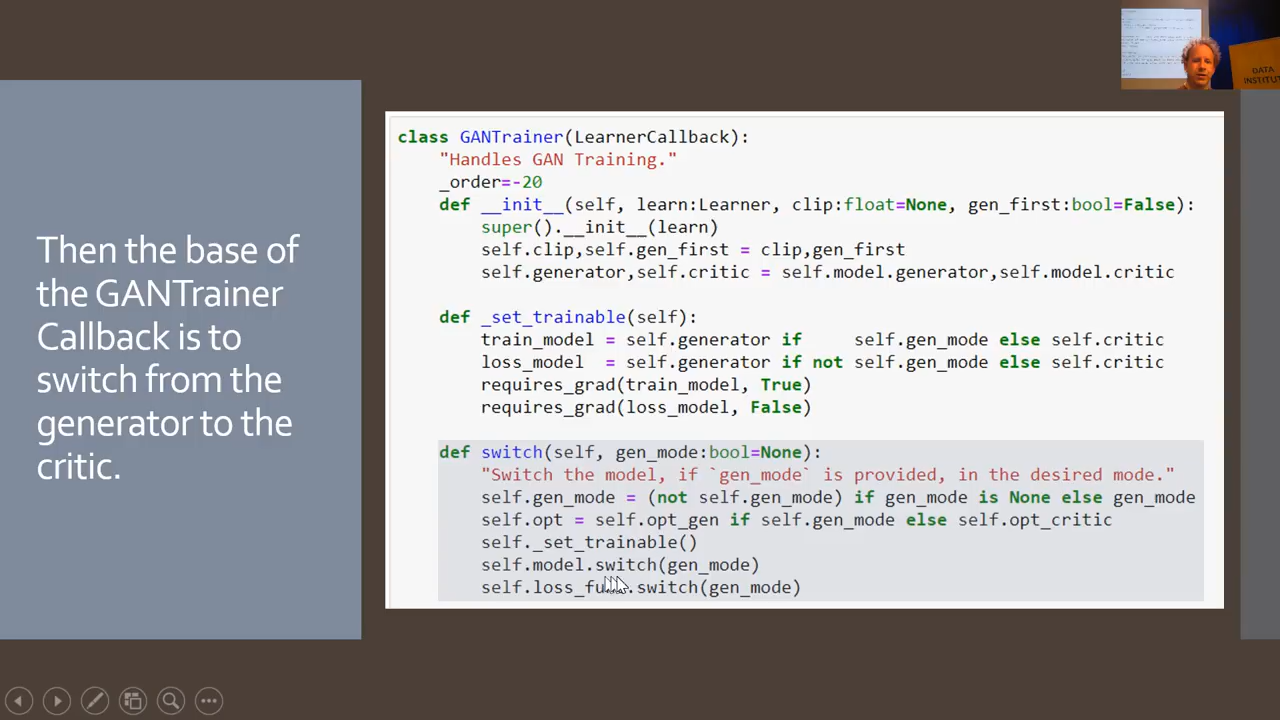 Then the base of
the GANTrainer
Callback is to
switch from the
generator to the
critic.
class GANTrainer(LearnerCallback):
"Handles GAN Training."
_order=-20
def __init__(self, learn:Learner, clip:float=None, gen_first:bool=False):
super().__init__(learn)
self.clip,self.gen_first = clip,gen_first
self.generator,self.critic = self.model.generator,self.model.critic
def _set_trainable(self):
train_model = self.generator if     self.gen_mode else self.critic
loss_model  = self.generator if not self.gen_mode else self.critic
requires_grad(train_model, True)
requires_grad(loss_model, False)
def switch(self, gen_mode:bool=None):
"Switch the model, if `gen_mode` is provided, in the desired mode."
self.gen_mode = (not self.gen_mode) if gen_mode is None else gen_mode
self.opt = self.opt_gen if self.gen_mode else self.opt_critic
self._set_trainable()
self.model.switch(gen_mode)
self.loss_func.switch(gen_mode)
DATA
INSTITUT